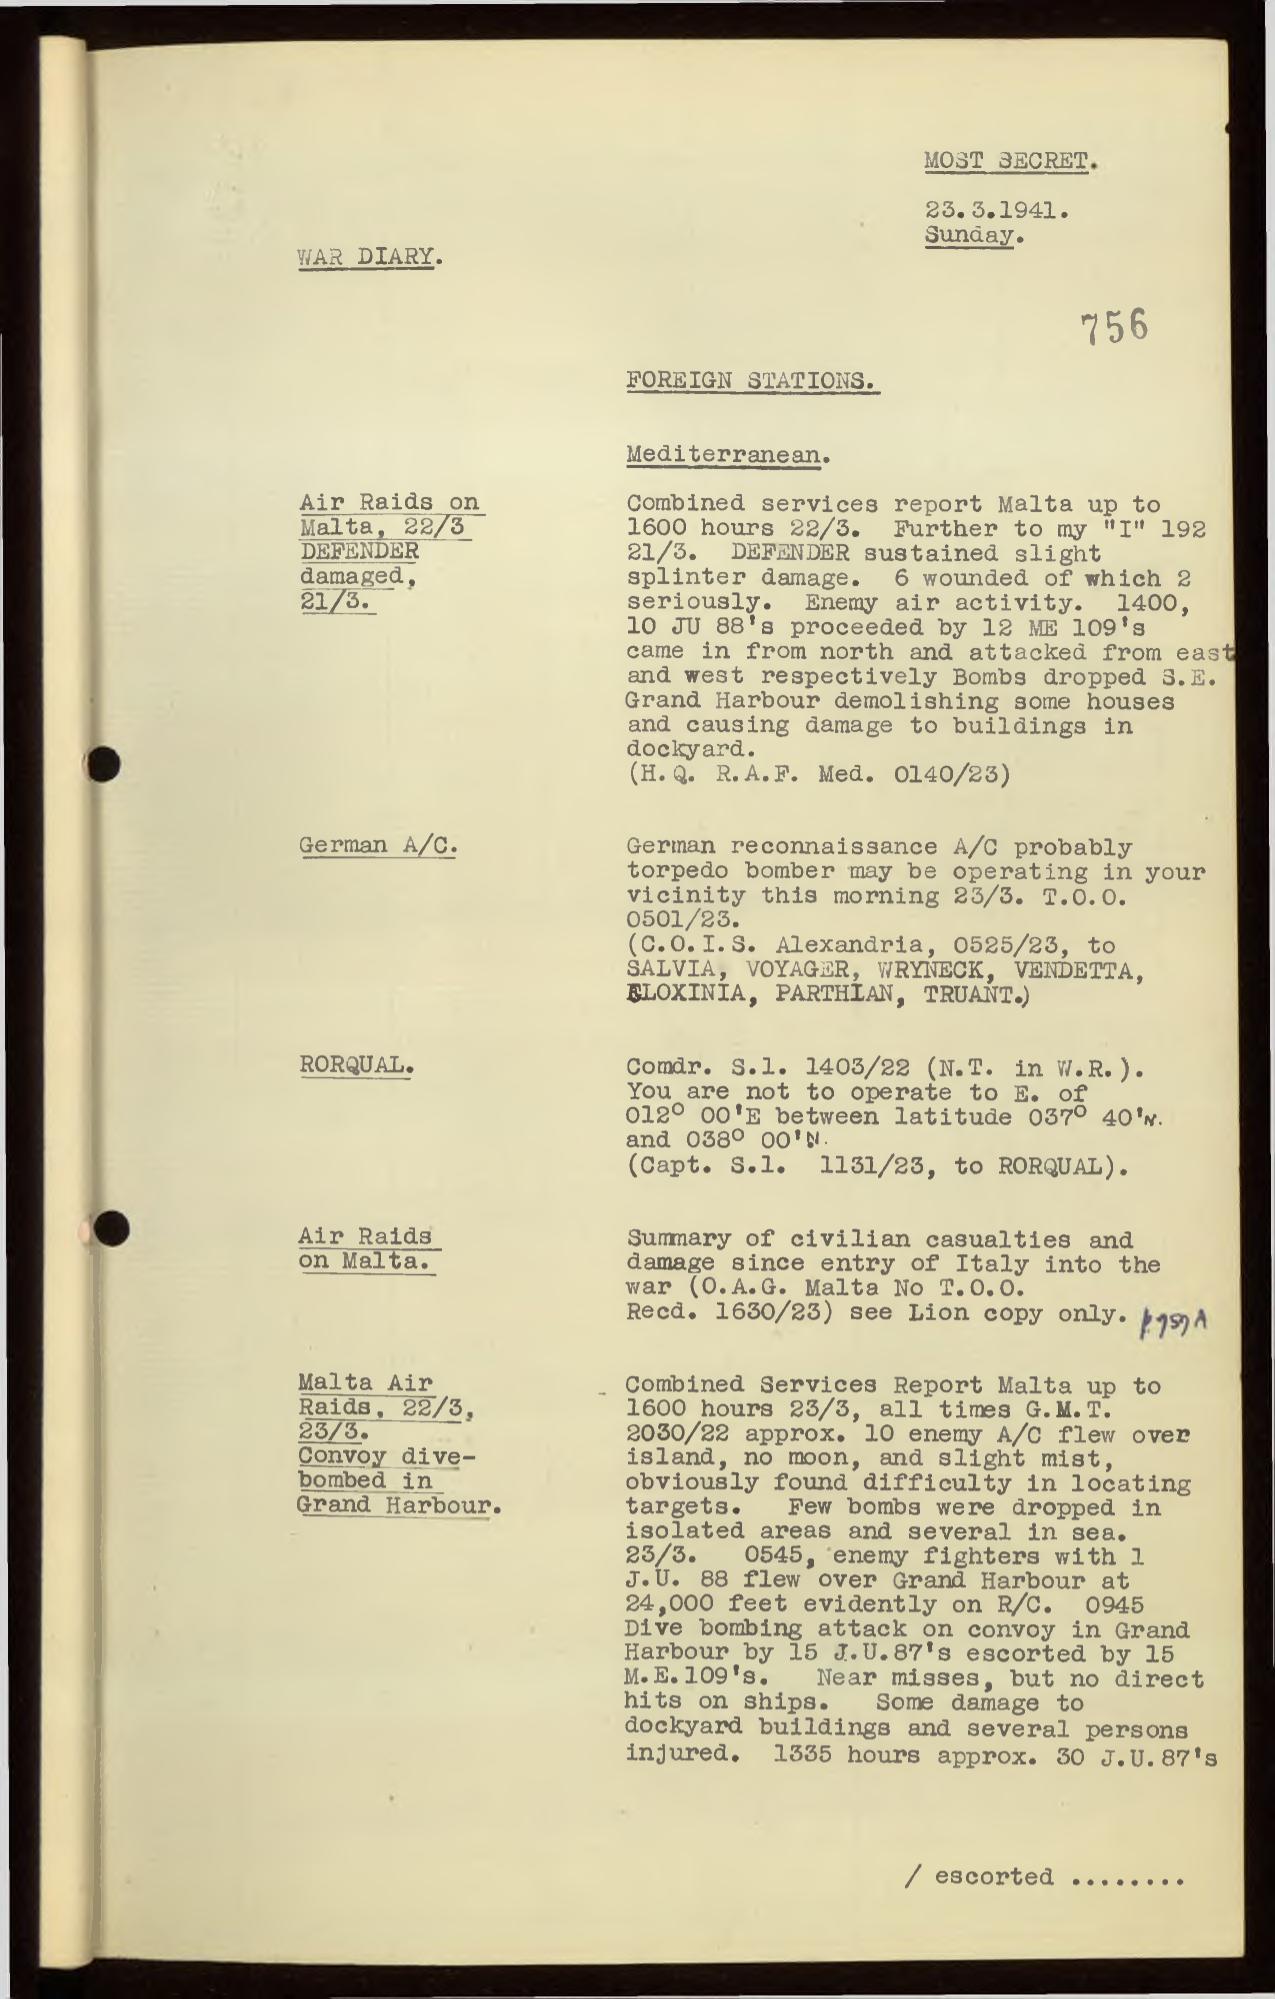 MOST SECRET.
23.3.1941.
Sunday.
WAR DIARY.
756
FOREIGN STATIONS.
Mediterranean.
Air Raids on
Malta, 22/3
DEFENDER
damaged,
21/3.
Combined services report Malta up to
1600 hours 22/3. Further to my "I" 192
21/3. DEFENDER sustained slight
splinter damage. 6 wounded of which 2
seriously. Enemy air activity. 1400,
10 JU 88's proceeded by 12 ME 109's
came in from north and attacked from east
and west respectively Bombs dropped S.E.
Grand Harbour demolishing some houses
and causing damage to buildings in
dockyard.
(H.Q. R.A.F. Med. 0140/23)
German A/C.
German reconnaissance A/C probably
torpedo bomber may be operating in your
vicinity this morning 23/3. T.O.O.
0501/23.
(C.O.I.S. Alexandria, 0525/23, to
SALVIA, VOYAGER, WRYNECK, VENDETTA,
GLOXINIA, PARTHIAN, TRUANT.)
RORQUAL.
Comdr. S.1. 1403/22 (N.T. in W.R.).
You are not to operate to E. of
012° 00'E between latitude 037° 40'N.
and 038° 00'N.
(Capt. S.1. 1131/23, to RORQUAL).
Air Raids
on Malta.
Summary of civilian casualties and
damage since entry of Italy into the
war (O.A.G. Malta No T.O.O.
Recd. 1630/23) see Lion copy only.
Malta Air
Raids, 22/3,
23/3.
Convoy dive-
bombed in
Grand Harbour.
Combined Services Report Malta up to
1600 hours 23/3, all times G.M.T.
2030/22 approx. 10 enemy A/C flew over
island, no moon, and slight mist,
obviously found difficulty in locating
targets. Few bombs were dropped in
isolated areas and several in sea.
23/3. 0545, enemy fighters with 1
J.U. 88 flew over Grand Harbour at
24,000 feet evidently on R/C. 0945
Dive bombing attack on convoy in Grand
Harbour by 15 J.U.87's escorted by 15
M.E.109's. Near misses, but no direct
hits on ships. Some damage to
dockyard buildings and several persons
injured. 1335 hours approx. 30 J.U.87's
/ escorted ........